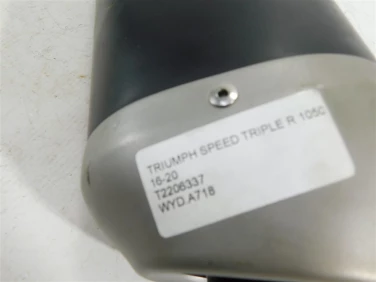 TRIUMPH SPEED TRIPLE R 1050
16-20
T2206337
WYD.A718